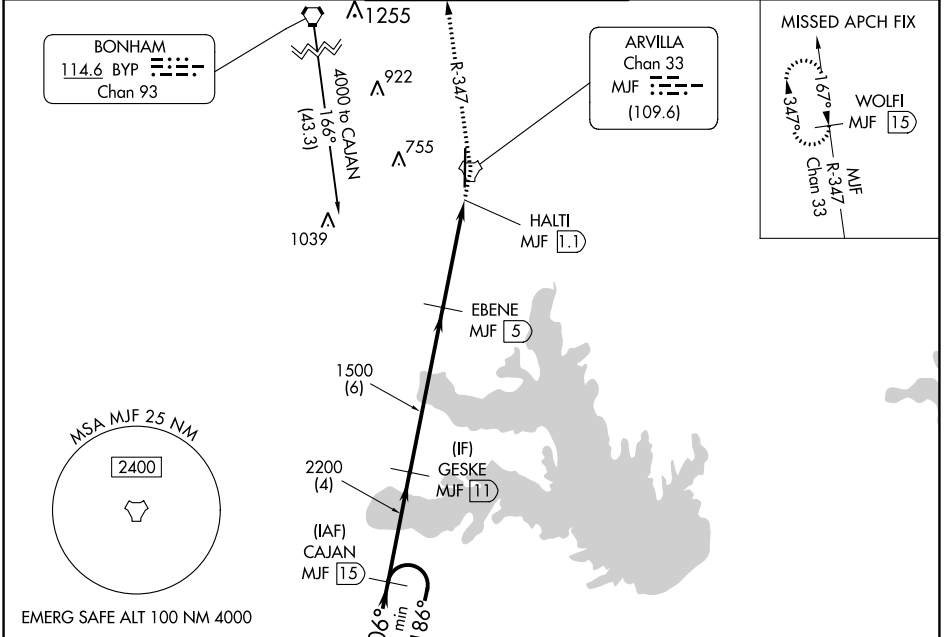 1255
BONHAM
114.6 BYP
Chan 93
922
755
1039
4000 to CAJAN
166°
(43.3)
R-347
ARVILLA
Chan 33
MJF
(109.6)
MISSED APCH FIX
167°
347°
WOLFI
MJF 15
MJF
R-347
Chan 33
HALTI
MJF 1.1
EBENE
MJF 5
1500
(6)
(IF)
GESKE
MJF 11
2200
(4)
(IAF)
CAJAN
MJF 15
MSA MJF 25 NM
2400
EMERG SAFE ALT 100 NM 4000
06°
min
186°